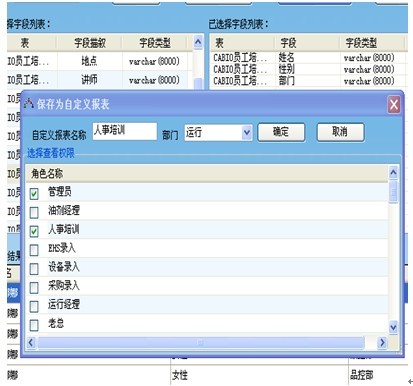 择字段列表：
已选择字段列表：
表 字段描叙 字段类型
表 字段 字段类型
IO员工培... 地点 varchar(8000)
CABIO员工培... 姓名 varchar(8000)
IO员工培... 讲师 varchar(8000)
CABIO员工培... 性别 varchar(8000)
CABIO员工培... 部门 varchar(8000)
保存为自定义报表
自定义报表名称 人事培训 部门 运行 确定 取消
选择查看权限
角色名称
管理员
油剂经理
人事培训
EHS录入
设备录入
采购录入
运行经理
老总
结果
名
女性 品控部